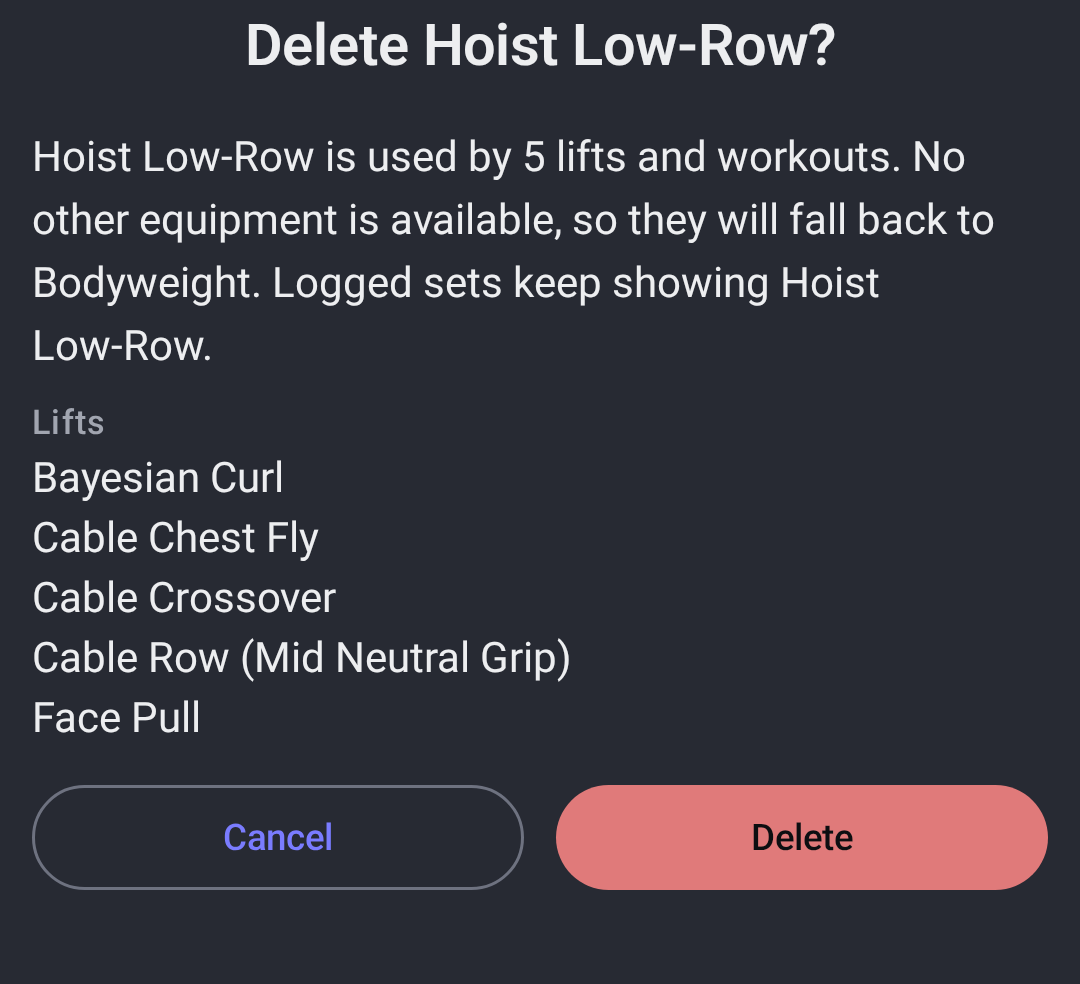 Delete Hoist Low-Row?
Hoist Low-Row is used by 5 lifts and workouts. No
other equipment is available, so they will fall back to
Bodyweight. Logged sets keep showing Hoist
Low-Row.
Lifts
Bayesian Curl
Cable Chest Fly
Cable Crossover
Cable Row (Mid Neutral Grip)
Face Pull
Cancel
Delete